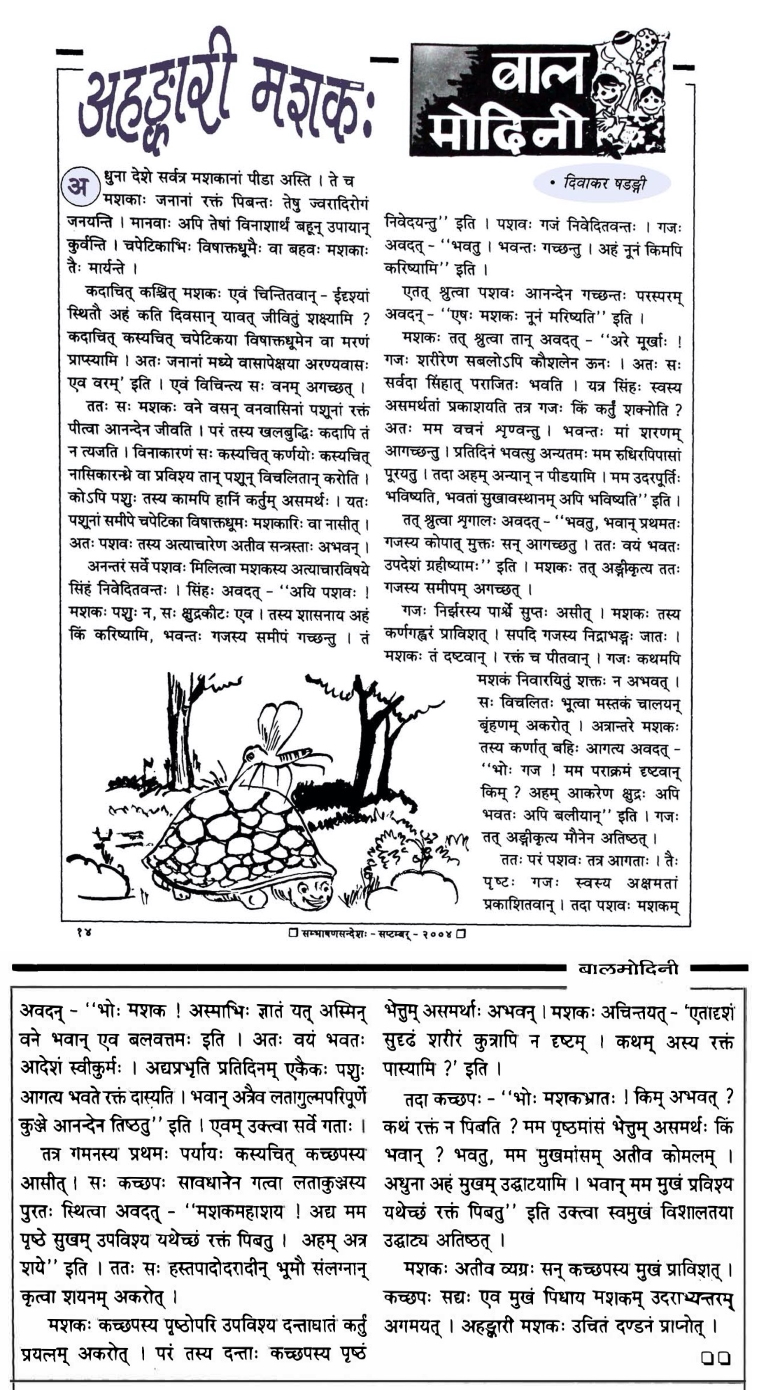 अहङ्कारी मशकः
बाल
मोदिनी
• दिवाकर षडङ्गी
अधुना देशे सर्वत्र मशकानां पीडा अस्ति । ते च
मशकाः जनानां रक्तं पिबन्तः तेषु ज्वरादिरोगं
जनयन्ति । मानवाः अपि तेषां विनाशार्थं बहून् उपायान्
कुर्वन्ति । चपेटिकाभिः विषाक्तधूमैः वा बहवः मशकाः
तैः मार्यन्ते ।
कदाचित् कश्चित् मशकः एवं चिन्तितवान् - ईदृश्यां
स्थितौ अहं कति दिवसान् यावत् जीवितुं शक्ष्यामि ?
कदाचित् कस्यचित् चपेटिकया विषाक्तधूमेन वा मरणं
प्राप्स्यामि । अतः जनानां मध्ये वासापेक्षया अरण्यवासः
एव वरम्' इति । एवं विचिन्त्य सः वनम् अगच्छत् ।
ततः सः मशकः वने वसन् वनवासिनां पशूनां रक्तं
पीत्वा आनन्देन जीवति । परं तस्य खलबुद्धिः कदापि तं
न त्यजति । विनाकारणं सः कस्यचित् कर्णयोः कस्यचित्
नासिकारन्ध्रे वा प्रविश्य तान् पशून् विचलितान् करोति ।
कोऽपि पशुः तस्य कामपि हानिं कर्तुम् असमर्थः । यतः
पशूनां समीपे चपेटिका विषाक्तधूमः मशकारिः वा नासीत् ।
अतः पशवः तस्य अत्याचारेण अतीव सन्त्रस्ताः अभवन् ।
अनन्तरं सर्वे पशवः मिलित्वा मशकस्य अत्याचारविषये
सिंहं निवेदितवन्तः । सिंहः अवदत् - ''अयि पशवः !
मशकः पशुः न, सः क्षुद्रकीटः एव । तस्य शासनाय अहं
किं करिष्यामि, भवन्तः गजस्य समीपं गच्छन्तु । तं
निवेदयन्तु'' इति । पशवः गजं निवेदितवन्तः । गजः
अवदत् - ''भवतु । भवन्तः गच्छन्तु । अहं नूनं किमपि
करिष्यामि'' इति ।
एतत् श्रुत्वा पशवः आनन्देन गच्छन्तः परस्परम्
अवदन् - ''एषः मशकः नूनं मरिष्यति'' इति ।
मशकः तत् श्रुत्वा तान् अवदत् - ''अरे मूर्खाः !
गजः शरीरेण सबलोऽपि कौशलेन ऊनः । अतः सः
सर्वदा सिंहात् पराजितः भवति । यत्र सिंहः स्वस्य
असमर्थतां प्रकाशयति तत्र गजः किं कर्तुं शक्नोति ?
अतः मम वचनं शृण्वन्तु । भवन्तः मां शरणम्
आगच्छन्तु । प्रतिदिनं भवत्सु अन्यतमः मम रुधिरपिपासां
पूरयतु । तदा अहम् अन्यान् न पीडयामि । मम उदरपूर्तिः
भविष्यति, भवतां सुखावस्थानम् अपि भविष्यति'' इति ।
तत् श्रुत्वा शृगालः अवदत् - ''भवतु, भवान् प्रथमतः
गजस्य कोपात् मुक्तः सन् आगच्छतु । ततः वयं भवतः
उपदेशं ग्रहीष्यामः'' इति । मशकः तत् अङ्गीकृत्य ततः
गजस्य समीपम् अगच्छत् ।
गजः निर्झरस्य पार्श्वे सुप्तः असीत् । मशकः तस्य
कर्णगह्वरं प्राविशत् । सपदि गजस्य निद्राभङ्गः जातः ।
मशकः तं दष्टवान् । रक्तं च पीतवान् । गजः कथमपि
मशकं निवारयितुं शक्तः न अभवत् ।
सः विचलितः भूत्वा मस्तकं चालयन्
बृंहणम् अकरोत् । अत्रान्तरे मशकः
तस्य कर्णात् बहिः आगत्य अवदत् -
''भोः गज ! मम पराक्रमं दृष्टवान्
किम् ? अहम् आकरेण क्षुद्रः अपि
भवतः अपि बलीयान्'' इति । गजः
तत् अङ्गीकृत्य मौनेन अतिष्ठत् ।
ततः परं पशवः तत्र आगताः । तैः
पृष्टः गजः स्वस्य अक्षमतां
प्रकाशितवान् । तदा पशवः मशकम्
१४
❐ सम्भाषणसन्देशः - सप्टम्बर् - २००४ ❐
बालमोदिनी
अवदन् - ''भोः मशक ! अस्माभिः ज्ञातं यत् अस्मिन्
वने भवान् एव बलवत्तमः इति । अतः वयं भवतः
आदेशं स्वीकुर्मः । अद्यप्रभृति प्रतिदिनम् एकैकः पशुः
आगत्य भवते रक्तं दास्यति । भवान् अत्रैव लतागुल्मपरिपूर्णे
कुञ्जे आनन्देन तिष्ठतु'' इति । एवम् उक्त्वा सर्वे गताः ।
तत्र गमनस्य प्रथमः पर्यायः कस्यचित् कच्छपस्य
आसीत् । सः कच्छपः सावधानेन गत्वा लताकुञ्जस्य
पुरतः स्थित्वा अवदत् - ''मशकमहाशय ! अद्य मम
पृष्ठे सुखम् उपविश्य यथेच्छं रक्तं पिबतु । अहम् अत्र
शये'' इति । ततः सः हस्तपादोदरादीन् भूमौ संलग्नान्
कृत्वा शयनम् अकरोत् ।
मशकः कच्छपस्य पृष्ठोपरि उपविश्य दन्ताघातं कर्तुं
प्रयत्नम् अकरोत् । परं तस्य दन्ताः कच्छपस्य पृष्ठं
भेत्तुम् असमर्थाः अभवन् । मशकः अचिन्तयत् - 'एतादृशं
सुदृढं शरीरं कुत्रापि न दृष्टम् । कथम् अस्य रक्तं
पास्यामि ?' इति ।
तदा कच्छपः - ''भोः मशकभ्रातः ! किम् अभवत् ?
कथं रक्तं न पिबति ? मम पृष्ठमांसं भेत्तुम् असमर्थः किं
भवान् ? भवतु, मम मुखमांसम् अतीव कोमलम् ।
अधुना अहं मुखम् उद्घाटयामि । भवान् मम मुखं प्रविश्य
यथेच्छं रक्तं पिबतु'' इति उक्त्वा स्वमुखं विशालतया
उद्घाट्य अतिष्ठत् ।
मशकः अतीव व्यग्रः सन् कच्छपस्य मुखं प्राविशत् ।
कच्छपः सद्यः एव मुखं पिधाय मशकम् उदराभ्यन्तरम्
अगमयत् । अहङ्कारी मशकः उचितं दण्डनं प्राप्नोत् ।
❐❐